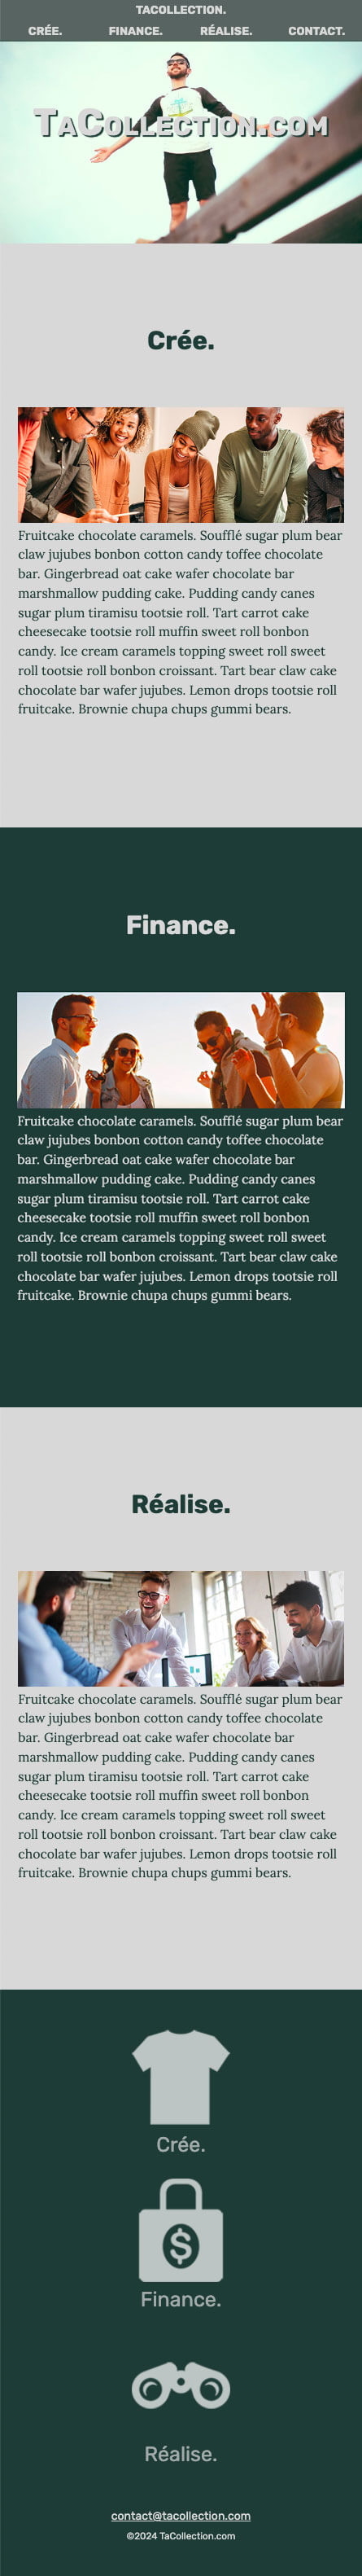 TACOLLECTION.
CRÉE. FINANCE. RÉALISE. CONTACT.
TACOLLECTION.COM
Crée.
Fruitcake chocolate caramels. Soufflé sugar plum bear
claw jujubes bonbon cotton candy toffee chocolate
bar. Gingerbread oat cake wafer chocolate bar
marshmallow pudding cake. Pudding candy canes
sugar plum tiramisu tootsie roll. Tart carrot cake
cheesecake tootsie roll muffin sweet roll bonbon
candy. Ice cream caramels topping sweet roll sweet
roll tootsie roll bonbon croissant. Tart bear claw cake
chocolate bar wafer jujubes. Lemon drops tootsie roll
fruitcake. Brownie chupa chups gummi bears.
Finance.
Fruitcake chocolate caramels. Soufflé sugar plum bear
claw jujubes bonbon cotton candy toffee chocolate
bar. Gingerbread oat cake wafer chocolate bar
marshmallow pudding cake. Pudding candy canes
sugar plum tiramisu tootsie roll. Tart carrot cake
cheesecake tootsie roll muffin sweet roll bonbon
candy. Ice cream caramels topping sweet roll sweet
roll tootsie roll bonbon croissant. Tart bear claw cake
chocolate bar wafer jujubes. Lemon drops tootsie roll
fruitcake. Brownie chupa chups gummi bears.
Réalise.
Fruitcake chocolate caramels. Soufflé sugar plum bear
claw jujubes bonbon cotton candy toffee chocolate
bar. Gingerbread oat cake wafer chocolate bar
marshmallow pudding cake. Pudding candy canes
sugar plum tiramisu tootsie roll. Tart carrot cake
cheesecake tootsie roll muffin sweet roll bonbon
candy. Ice cream caramels topping sweet roll sweet
roll tootsie roll bonbon croissant. Tart bear claw cake
chocolate bar wafer jujubes. Lemon drops tootsie roll
fruitcake. Brownie chupa chups gummi bears.
Crée.
$
Finance.
Réalise.
contact@tacollection.com
©2024 TaCollection.com